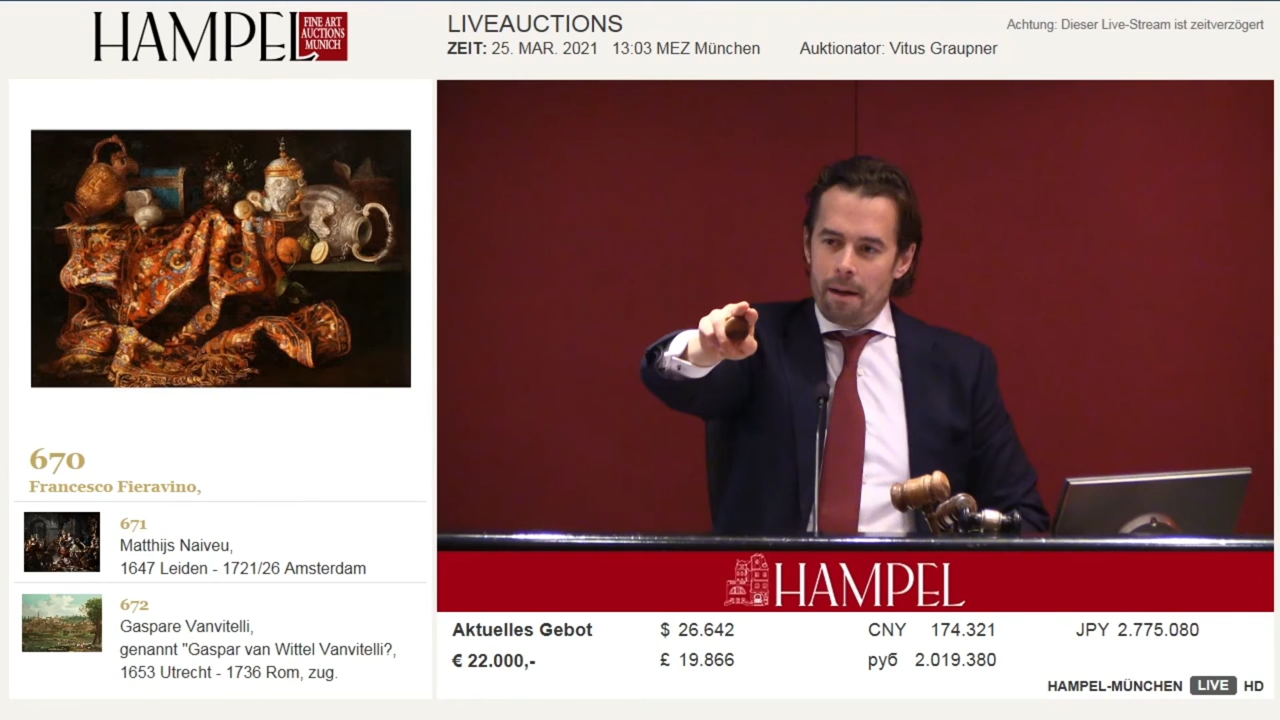 HAMPEL
FINE ART
AUCTIONS
MUNICH
LIVEAUCTIONS
ZEIT: 25. MAR. 2021 13:03 MEZ München
Auktionator: Vitus Graupner
Achtung: Dieser Live-Stream ist zeitverzögert
670
Francesco Fieravino,
671
Matthijs Naiveu,
1647 Leiden - 1721/26 Amsterdam
672
Gaspare Vanvitelli,
genannt "Gaspar van Wittel Vanvitelli?,
1653 Utrecht - 1736 Rom, zug.
HAMPEL
Aktuelles Gebot $ 26.642 CNY 174.321 JPY 2.775.080
€ 22.000,- £ 19.866 руб 2.019.380
HAMPEL-MÜNCHEN LIVE HD